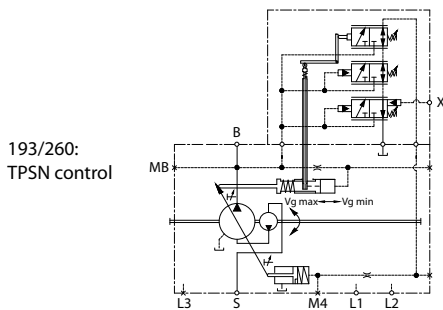 X
193/260:
TPSN control
B
MB
Vg max
Vg min
L3
S
M4
L1
L2